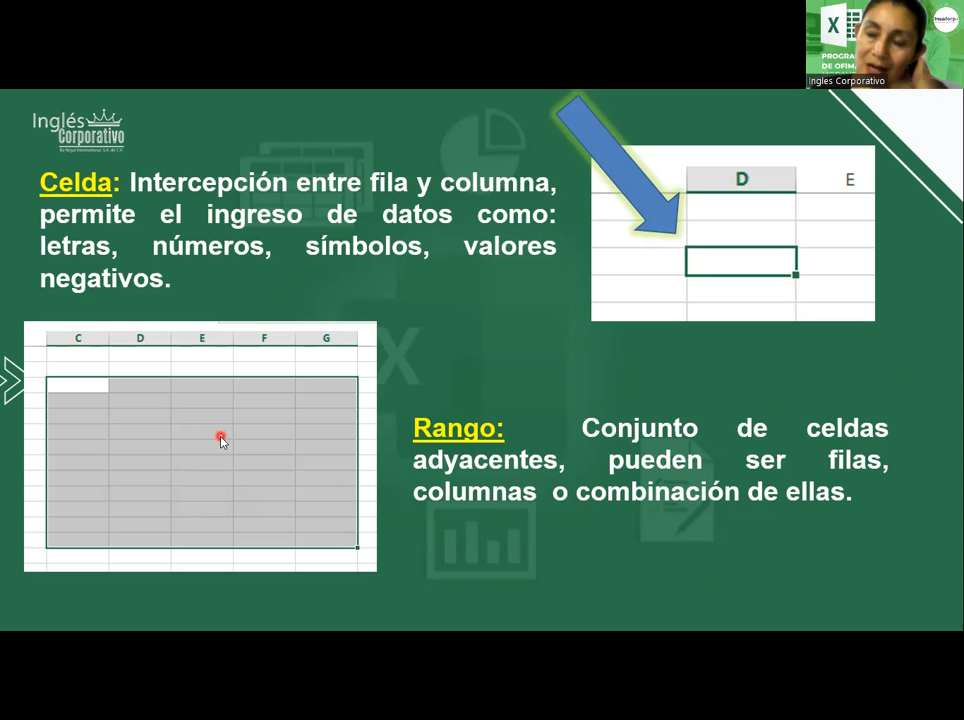 PROGRA
DE OFIM
Ingles Corporativo
Inglés
Corporativo
Celda: Intercepción entre fila y columna,
permite el ingreso de datos como:
letras, números, símbolos, valores
negativos.
D E
C D E F G
Rango: Conjunto de celdas
adyacentes, pueden ser filas,
columnas o combinación de ellas.